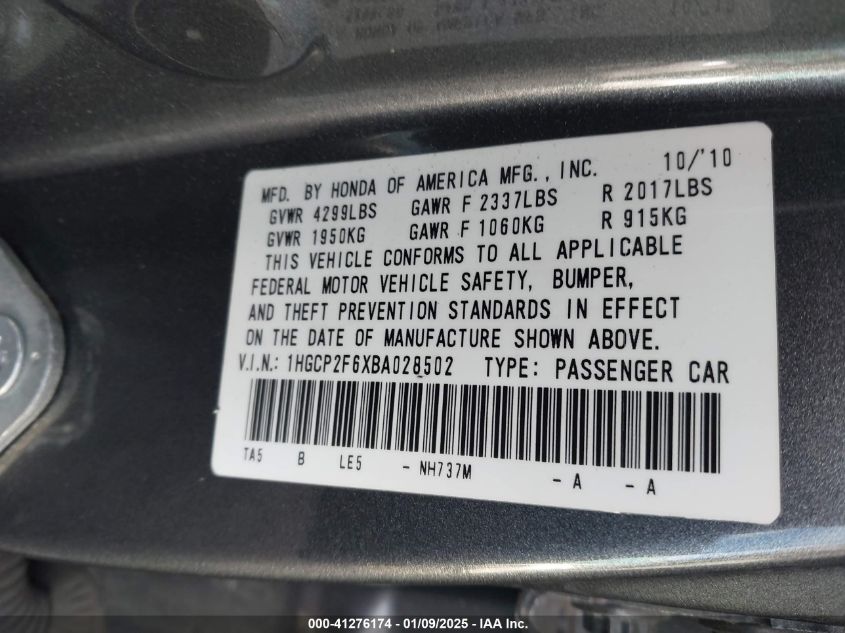 MFD. BY HONDA OF AMERICA MFG., INC. 10/'10
GVWR 4299LBS GAWR F 2337LBS R 2017LBS
GVWR 1950KG GAWR F 1060KG R 915KG
THIS VEHICLE CONFORMS TO ALL APPLICABLE
FEDERAL MOTOR VEHICLE SAFETY, BUMPER,
AND THEFT PREVENTION STANDARDS IN EFFECT
ON THE DATE OF MANUFACTURE SHOWN ABOVE.
V.I.N.: 1HGCP2F6XBA028502 TYPE: PASSENGER CAR
TA5 B LE5 - NH737M - A - A
000-41276174 - 01/09/2025 - IAA Holdings, LLC.